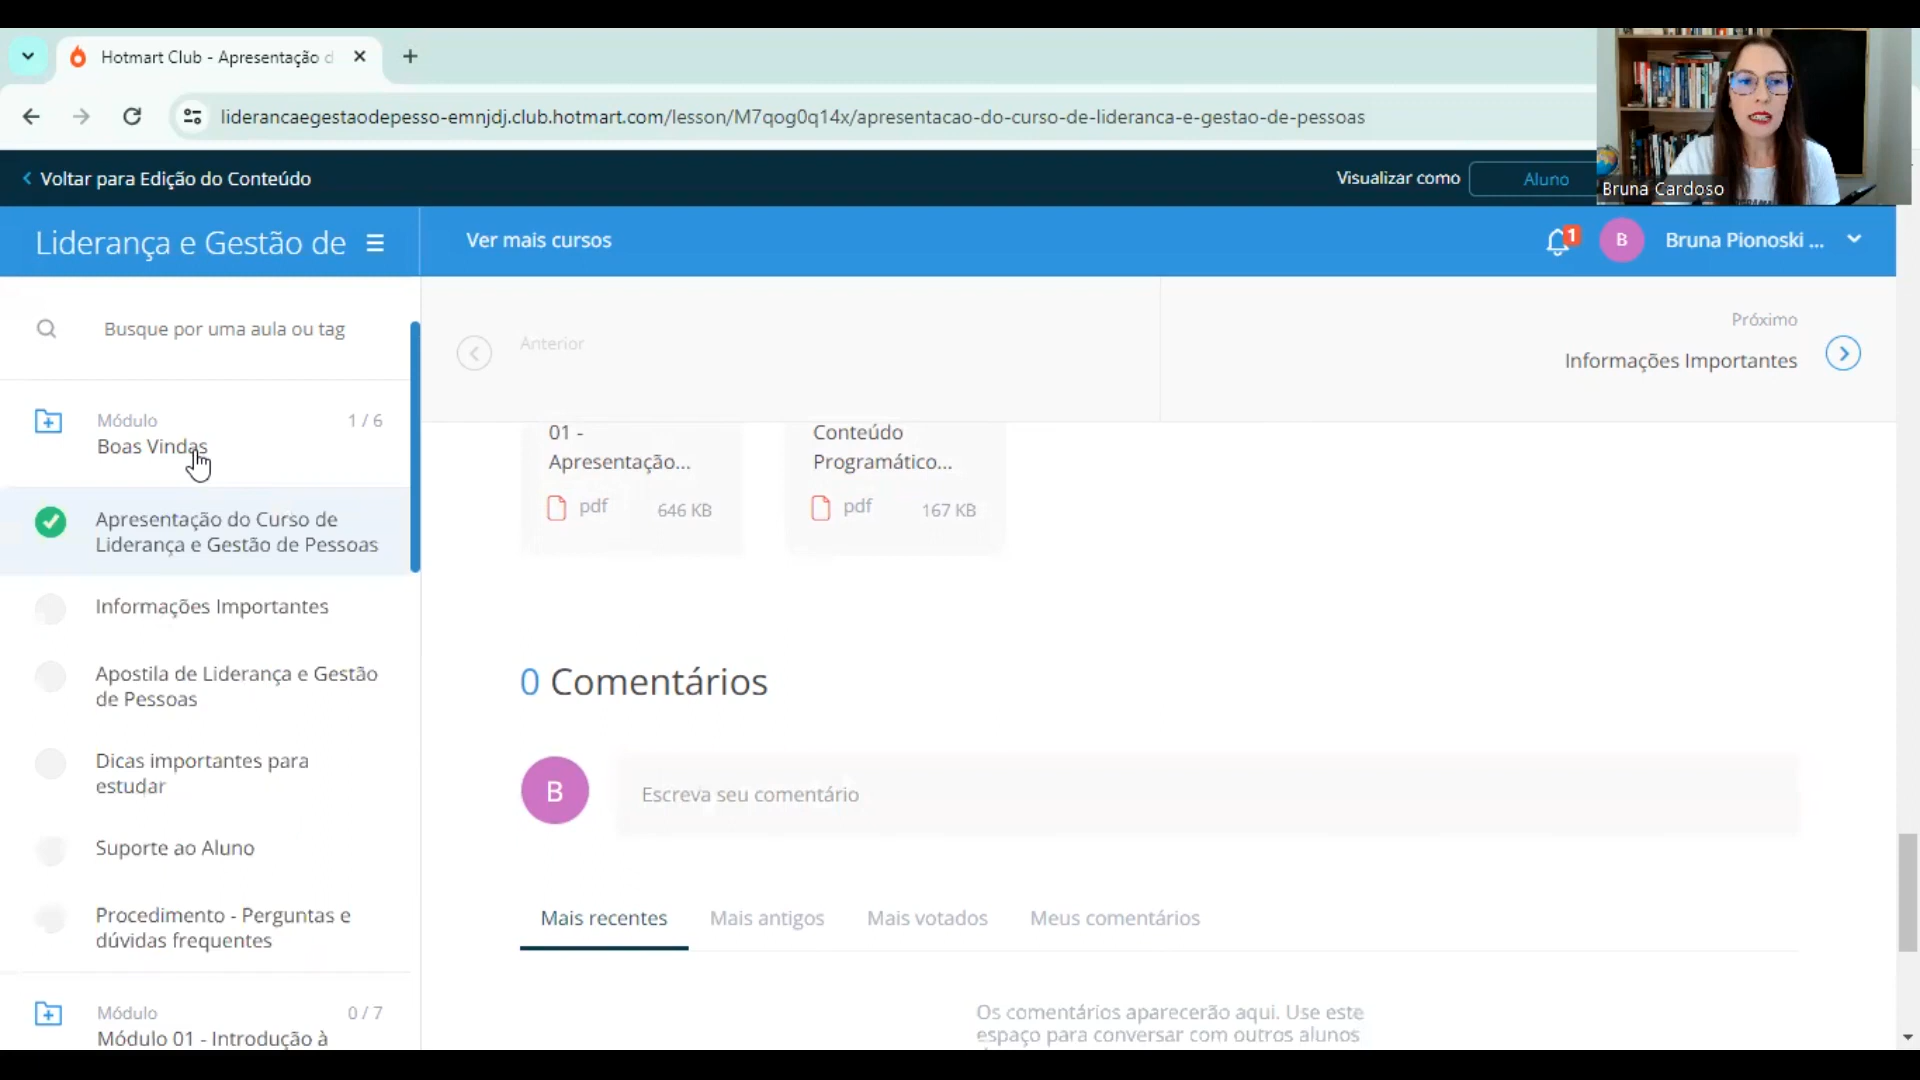 Hotmart Club - Apresentação d
liderancaegestaodepesso-emnjdj.club.hotmart.com/lesson/M7qog0q14x/apresentacao-do-curso-de-lideranca-e-gestao-de-pessoas
Voltar para Edição do Conteúdo
Visualizar como
Aluno
Bruna Cardoso
Liderança e Gestão de
Ver mais cursos
1
B
Bruna Pionoski ...
Busque por uma aula ou tag
Módulo
1 / 6
Boas Vindas
Apresentação do Curso de
Liderança e Gestão de Pessoas
Informações Importantes
Apostila de Liderança e Gestão
de Pessoas
Dicas importantes para
estudar
Suporte ao Aluno
Procedimento - Perguntas e
dúvidas frequentes
Módulo
0 / 7
Módulo 01 - Introdução à
Anterior
Próximo
Informações Importantes
01 -
Apresentação...
pdf
646 KB
Conteúdo
Programático...
pdf
167 KB
0 Comentários
B
Escreva seu comentário
Mais recentes
Mais antigos
Mais votados
Meus comentários
Os comentários aparecerão aqui. Use este
espaço para conversar com outros alunos